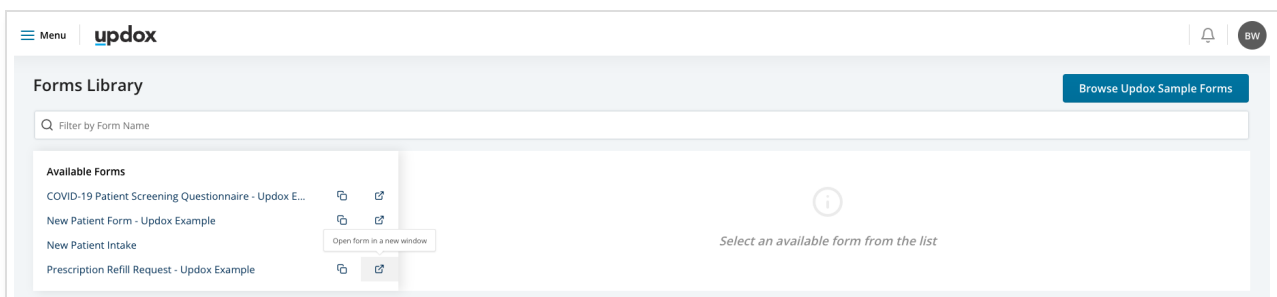 Menu updox BW
Forms Library
Browse Updox Sample Forms
Filter by Form Name
Available Forms
COVID-19 Patient Screening Questionnaire - Updox E...
New Patient Form - Updox Example
New Patient Intake
Open form in a new window
Prescription Refill Request - Updox Example
Select an available form from the list